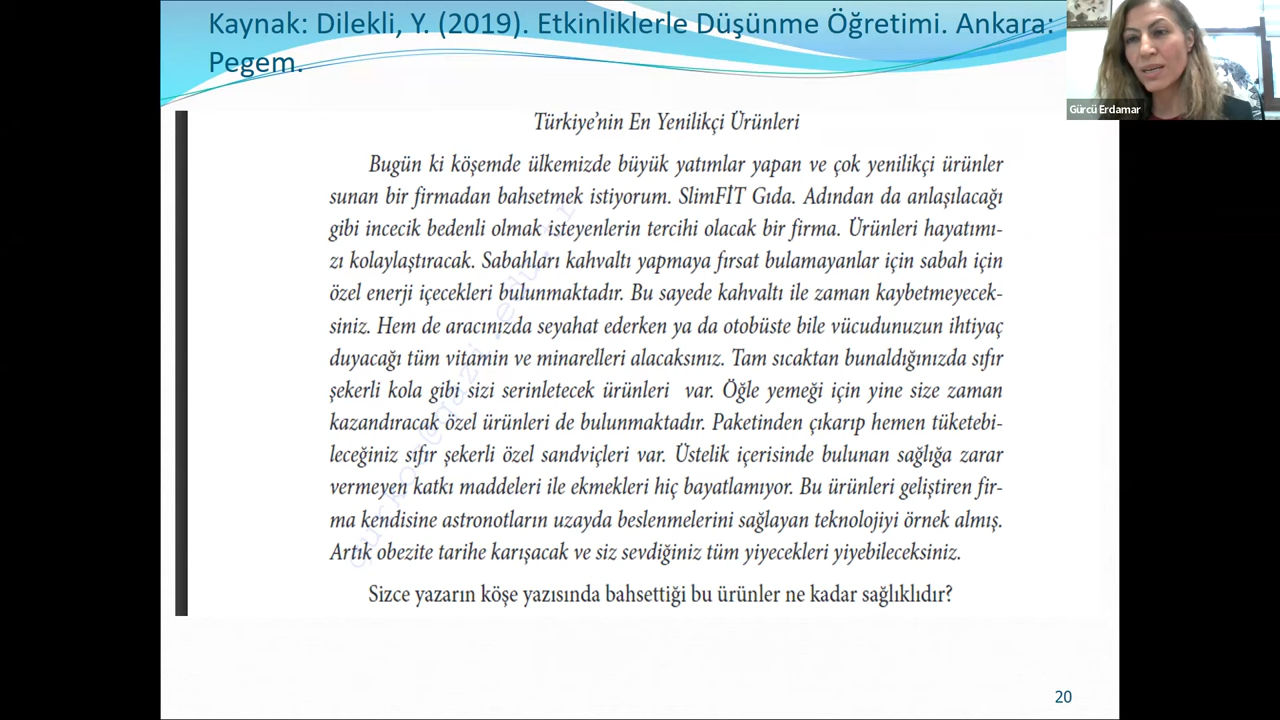 Kaynak: Dilekli, Y. (2019). Etkinliklerle Düşünme Öğretimi. Ankara:
Pegem.
Gürcü Erdamar
Türkiye'nin En Yenilikçi Ürünleri
Bugün ki köşemde ülkemizde büyük yatımlar yapan ve çok yenilikçi ürünler
sunan bir firmadan bahsetmek istiyorum. SlimFİT Gıda. Adından da anlaşılacağı
gibi incecik bedenli olmak isteyenlerin tercihi olacak bir firma. Ürünleri hayatımı-
zı kolaylaştıracak. Sabahları kahvaltı yapmaya fırsat bulamayanlar için sabah için
özel enerji içecekleri bulunmaktadır. Bu sayede kahvaltı ile zaman kaybetmeyecek-
siniz. Hem de aracınızda seyahat ederken ya da otobüste bile vücudunuzun ihtiyaç
duyacağı tüm vitamin ve minarelleri alacaksınız. Tam sıcaktan bunaldığınızda sıfır
şekerli kola gibi sizi serinletecek ürünleri var. Öğle yemeği için yine size zaman
kazandıracak özel ürünleri de bulunmaktadır. Paketinden çıkarıp hemen tüketebi-
leceğiniz sıfır şekerli özel sandviçleri var. Üstelik içerisinde bulunan sağlığa zarar
vermeyen katkı maddeleri ile ekmekleri hiç bayatlamıyor. Bu ürünleri geliştiren fir-
ma kendisine astronotların uzayda beslenmelerini sağlayan teknolojiyi örnek almış.
Artık obezite tarihe karışacak ve siz sevdiğiniz tüm yiyecekleri yiyebileceksiniz.
Sizce yazarın köşe yazısında bahsettiği bu ürünler ne kadar sağlıklıdır?
20